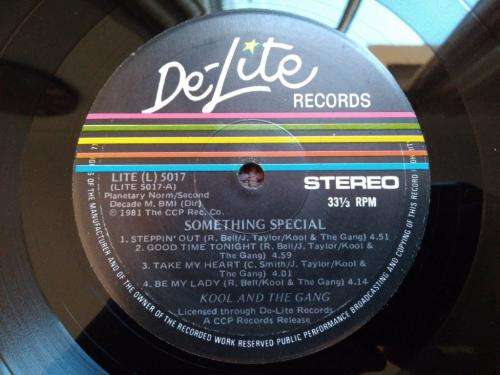 De-Lite
RECORDS
LITE (L) 5017
(LITE 5017-A)
Planetary Norm/Second
Decade M, BMI (Dir)
℗ 1981 The CCP Rec. Co.
STEREO
33⅓ RPM
SOMETHING SPECIAL
1. STEPPIN' OUT (R. Bell/J. Taylor/Kool & The Gang) 4.51
2. GOOD TIME TONIGHT (R. Bell/J. Taylor/Kool & The
Gang) 4.59
3. TAKE MY HEART (C. Smith/J. Taylor/Kool & The
Gang) 4.01
4. BE MY LADY (R. Bell/Kool & The Gang) 4.14
KOOL AND THE GANG
Licensed through De-Lite Records
A CCP Records Release
OF THE MANUFACTURER AND OF THE OWNER OF THE RECORDED WORK RESERVED PUBLIC PERFORMANCE BROADCASTING AND COPYING OF THIS RECORD